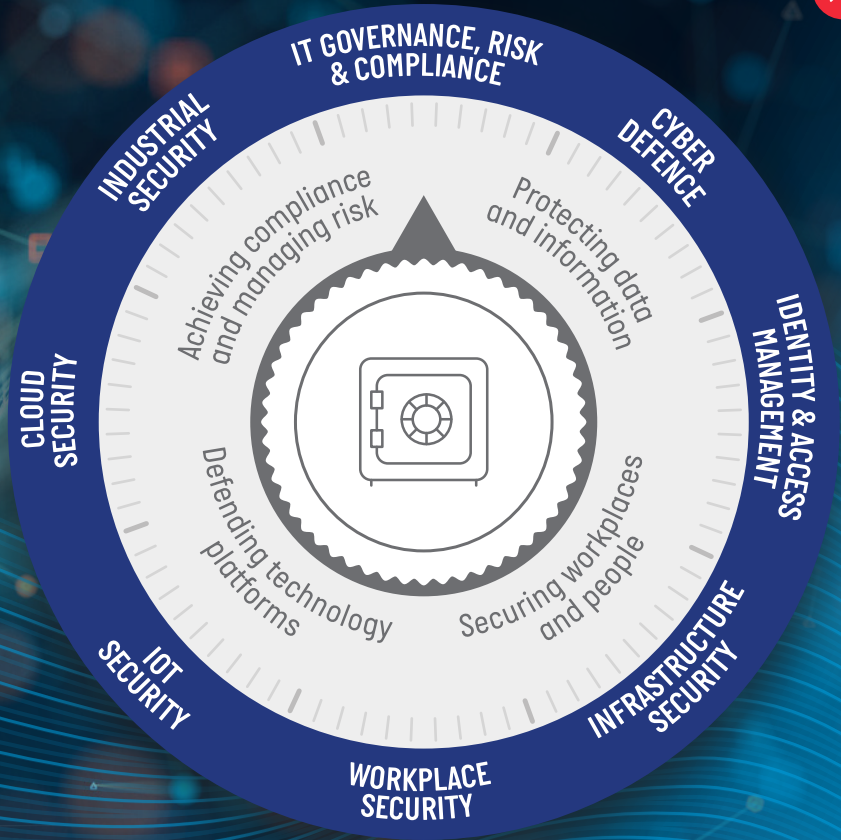 IT GOVERNANCE, RISK
& COMPLIANCE
CYBER
DEFENCE
IDENTITY & ACCESS
MANAGEMENT
INFRASTRUCTURE
SECURITY
WORKPLACE
SECURITY
IOT
SECURITY
CLOUD
SECURITY
INDUSTRIAL
SECURITY
Achieving compliance
and managing risk
Protecting data
and information
Securing workplaces
and people
Defending technology
platforms